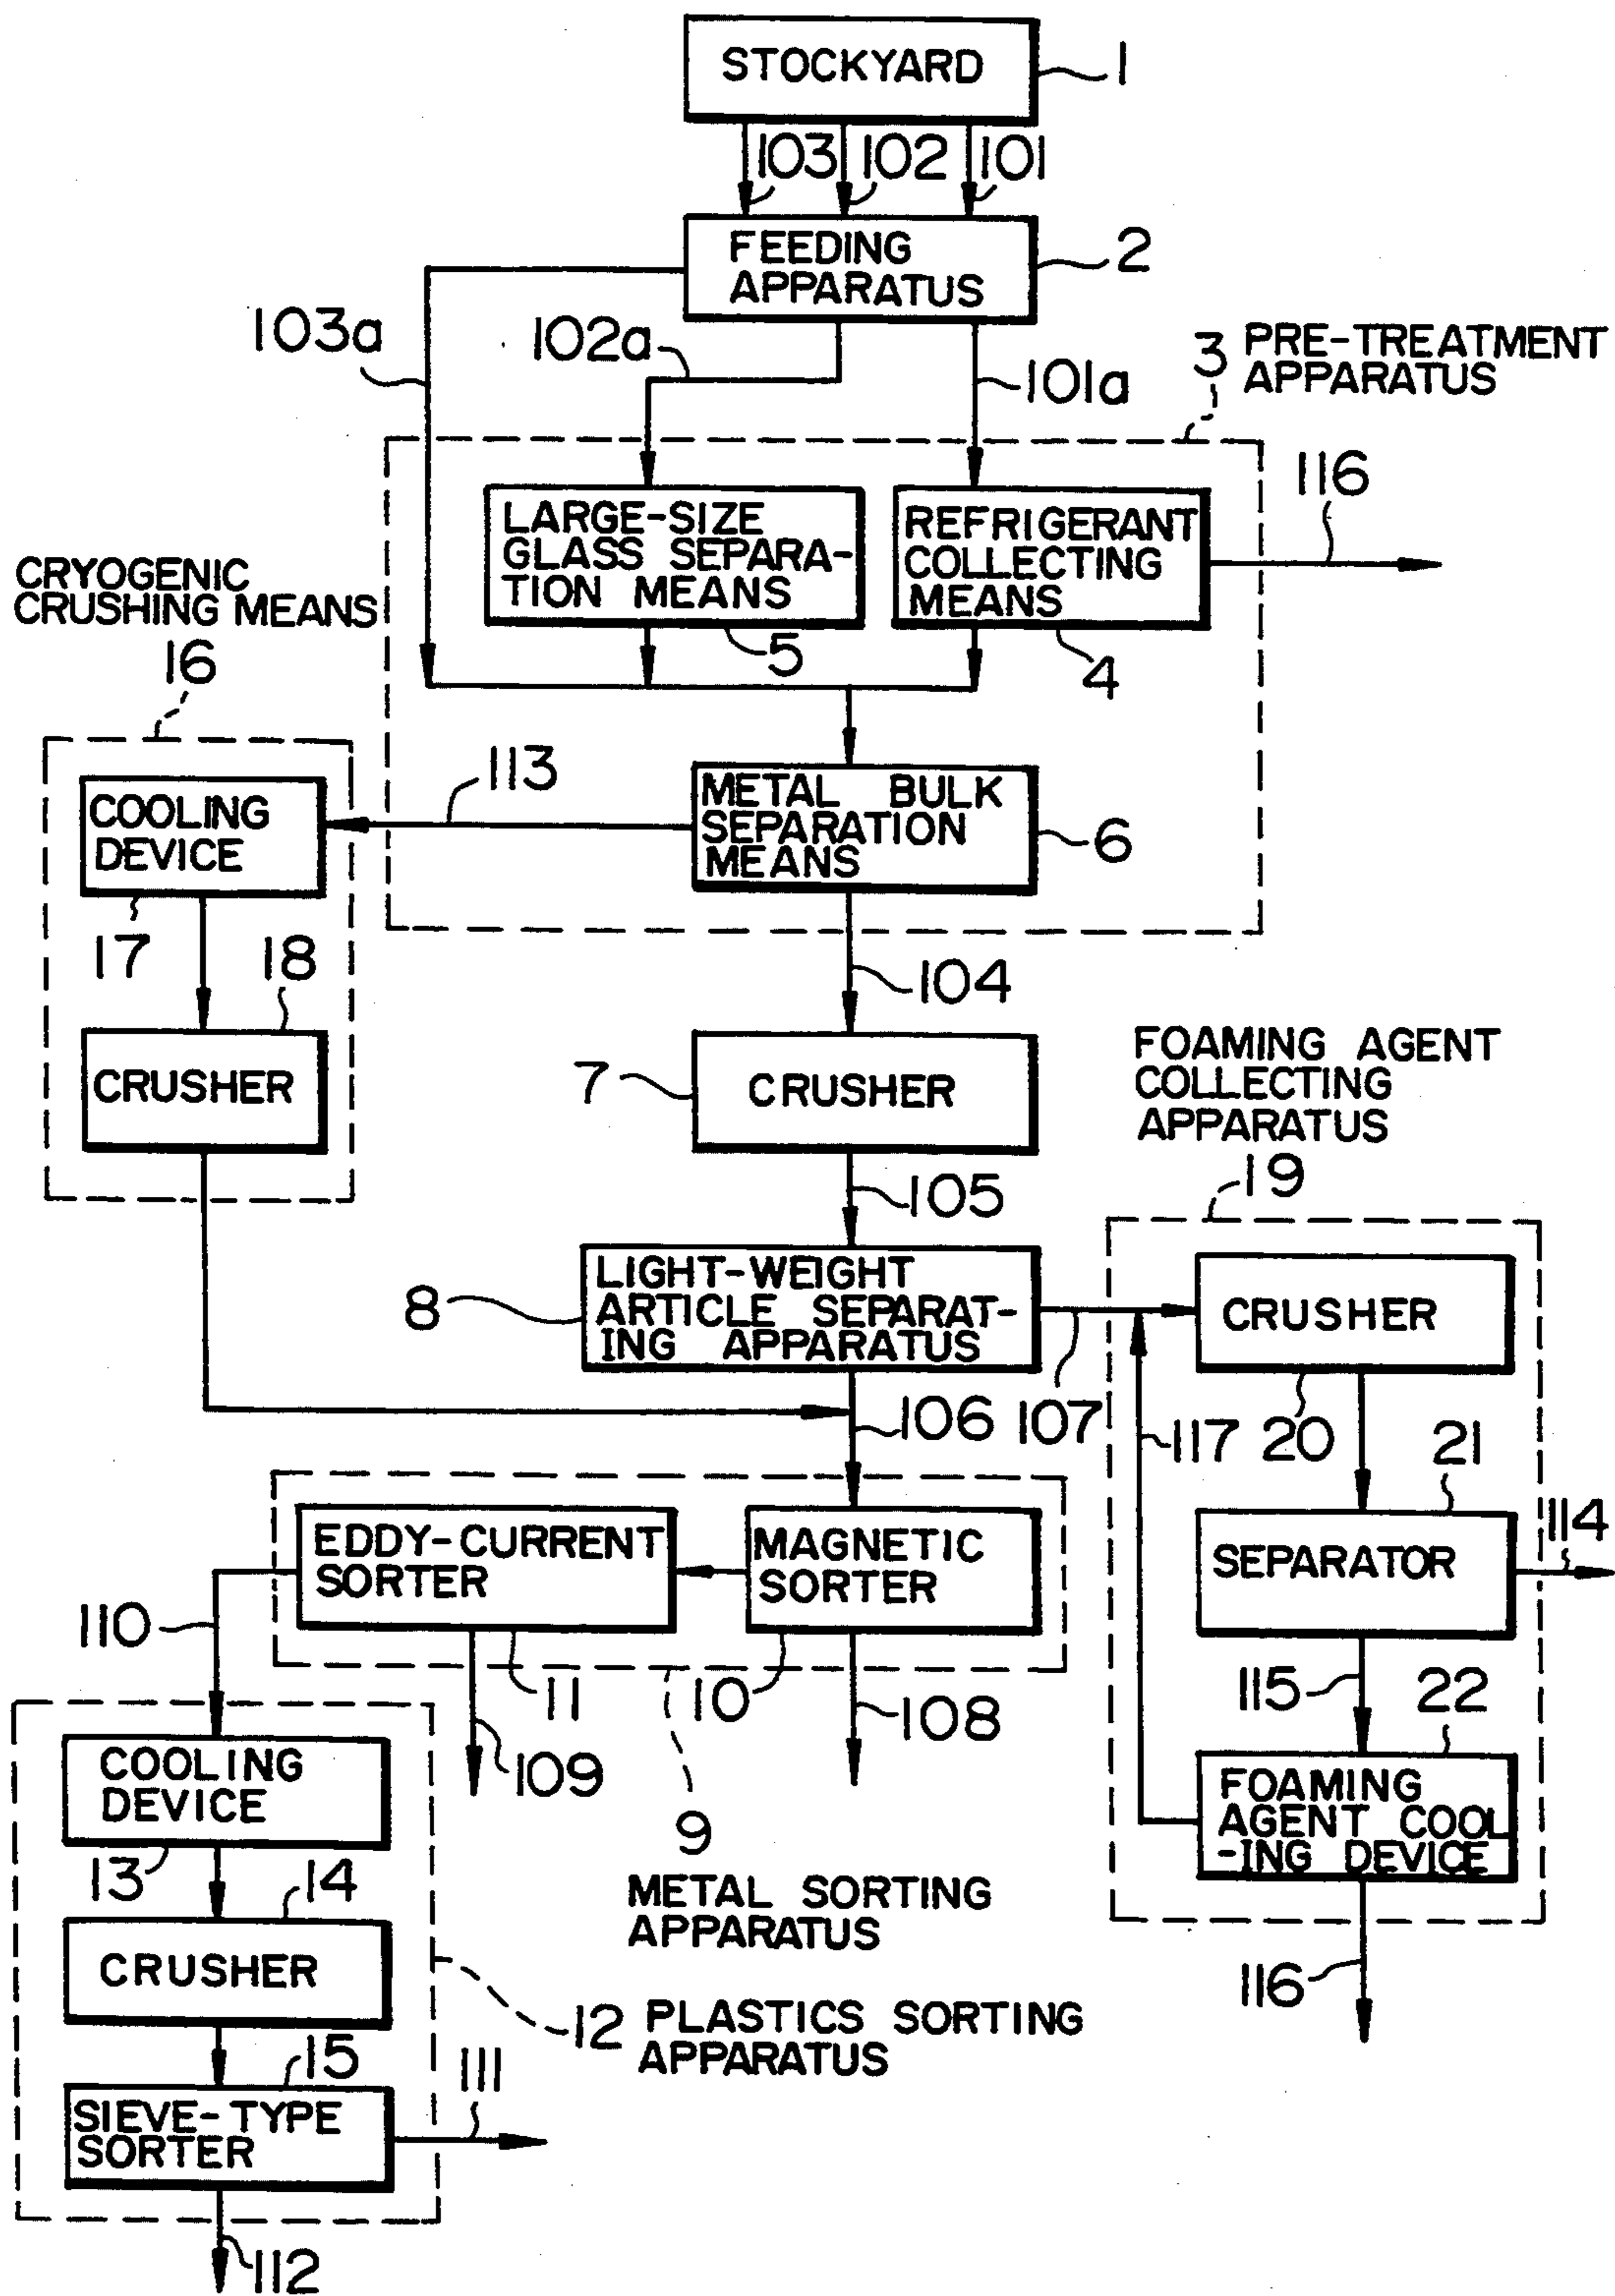 STOCKYARD
1
103
102
101
FEEDING
APPARATUS
2
103a
102a
101a
3
PRE-TREATMENT
APPARATUS
LARGE-SIZE
GLASS SEPARA-
TION MEANS
5
REFRIGERANT
COLLECTING
MEANS
4
116
CRYOGENIC
CRUSHING MEANS
16
COOLING
DEVICE
17
113
METAL BULK
SEPARATION
MEANS
6
18
CRUSHER
104
7
CRUSHER
105
FOAMING AGENT
COLLECTING
APPARATUS
19
8
LIGHT-WEIGHT
ARTICLE SEPARAT-
ING APPARATUS
107
CRUSHER
20
106
117
21
EDDY-CURRENT
SORTER
11
MAGNETIC
SORTER
10
SEPARATOR
114
110
109
108
115
22
9
METAL SORTING
APPARATUS
COOLING
DEVICE
13
FOAMING
AGENT COOL
-ING DEVICE
14
CRUSHER
116
12
PLASTICS SORTING
APPARATUS
15
SIEVE-TYPE
SORTER
111
112